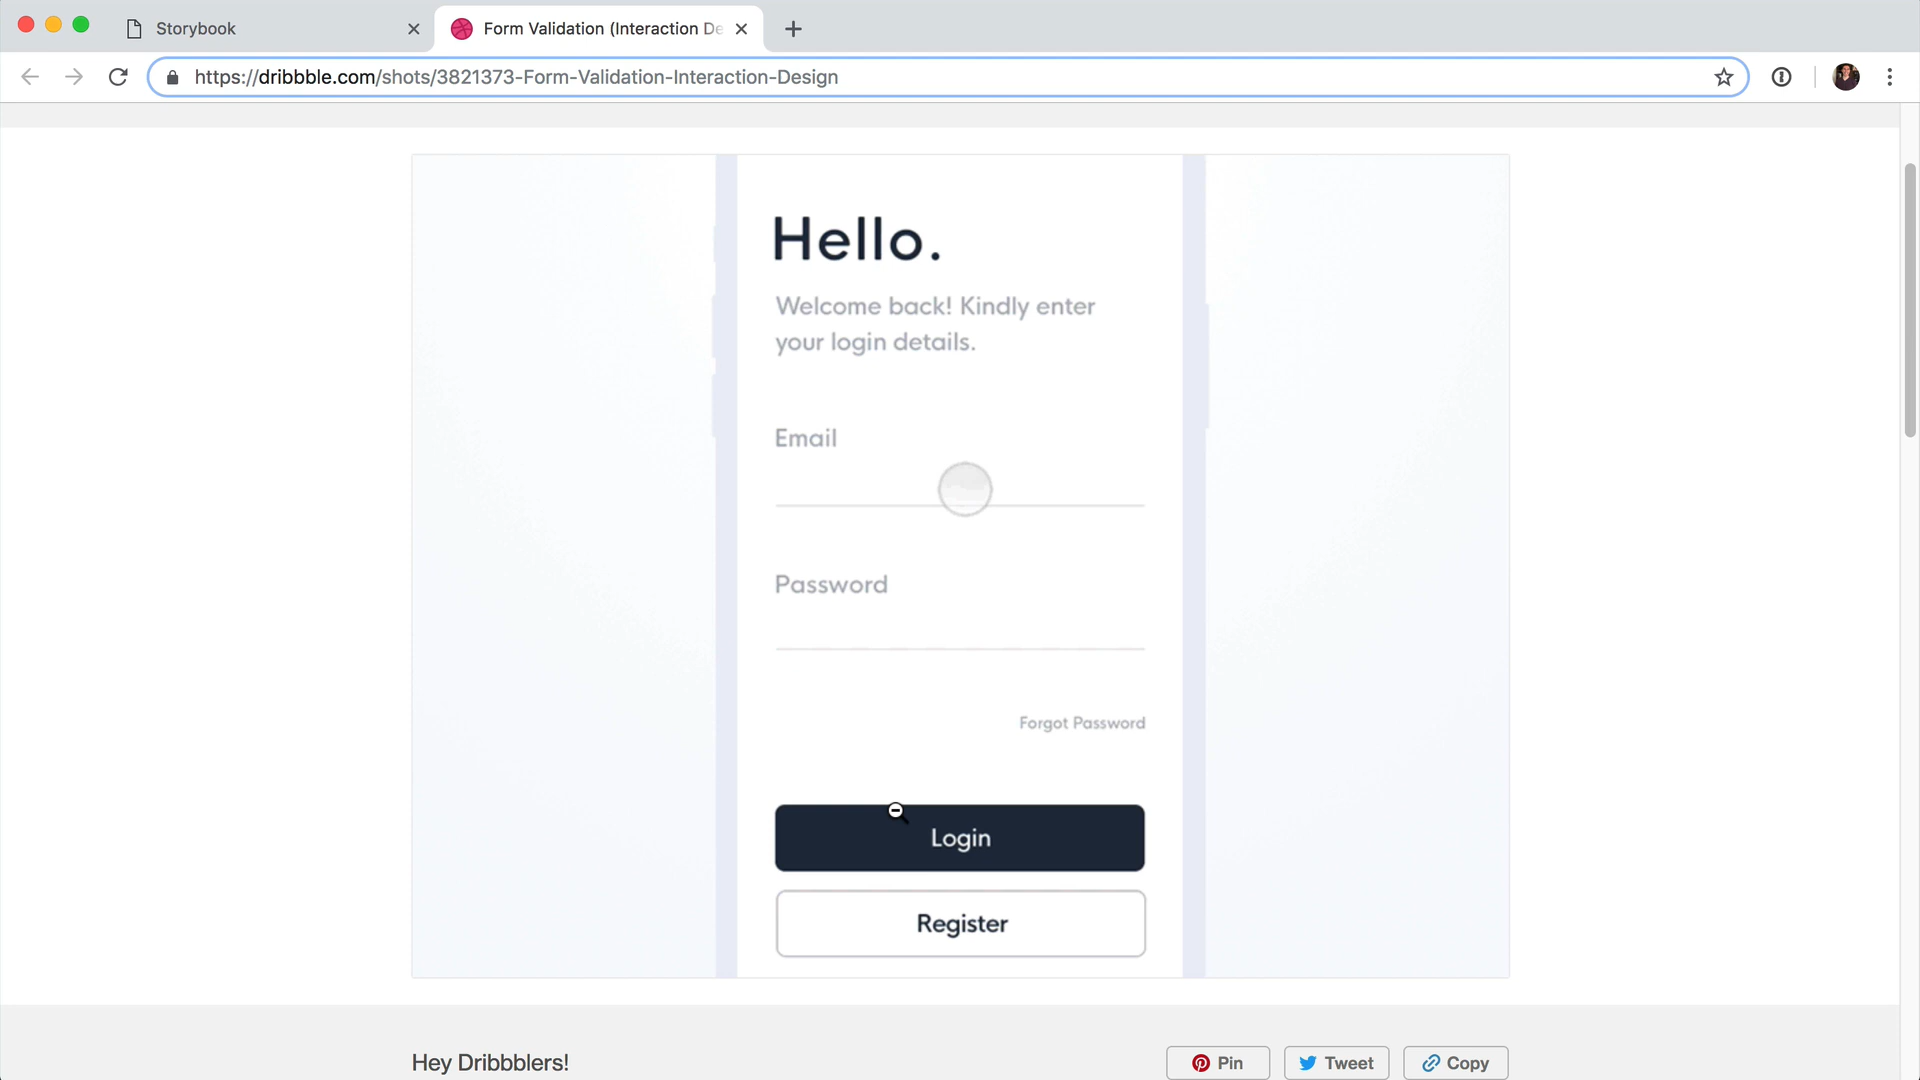 Storybook
Form Validation (Interaction De
https://dribbble.com/shots/3821373-Form-Validation-Interaction-Design
Hello.
Welcome back! Kindly enter
your login details.
Email
Password
Forgot Password
Login
Register
Hey Dribbblers!
Pin
Tweet
Copy